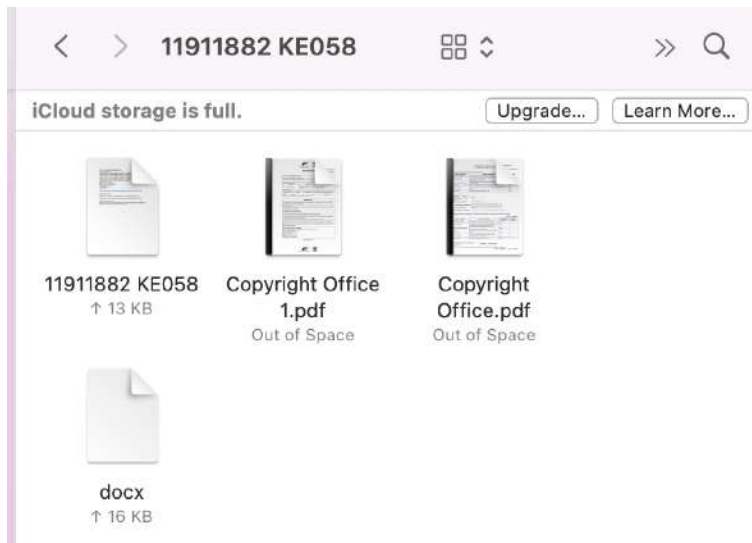 11911882 KE058
iCloud storage is full. Upgrade... Learn More...
11911882 KE058
↑ 13 KB
Copyright Office
1.pdf
Out of Space
Copyright
Office.pdf
Out of Space
docx
↑ 16 KB